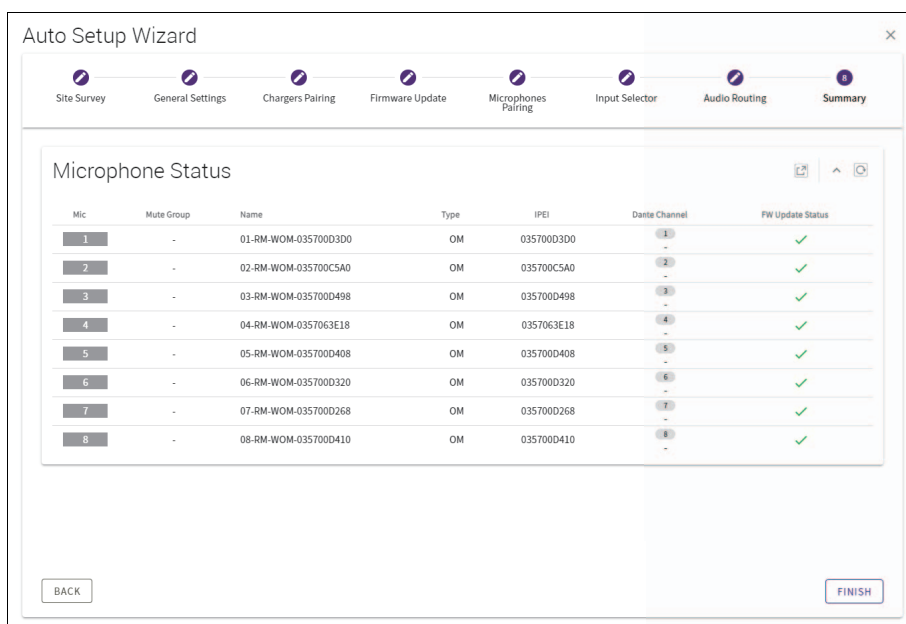 Auto Setup Wizard
Site Survey
General Settings
Chargers Pairing
Firmware Update
Microphones
Pairing
Input Selector
Audio Routing
8
Summary
Microphone Status
Mic Mute Group Name Type IPEI Dante Channel FW Update Status
1 - 01-RM-WOM-035700D3D0 OM 035700D3D0 1
-
2 - 02-RM-WOM-035700C5A0 OM 035700C5A0 2
-
3 - 03-RM-WOM-035700D498 OM 035700D498 3
-
4 - 04-RM-WOM-0357063E18 OM 0357063E18 4
-
5 - 05-RM-WOM-035700D408 OM 035700D408 5
-
6 - 06-RM-WOM-035700D320 OM 035700D320 6
-
7 - 07-RM-WOM-035700D268 OM 035700D268 7
-
8 - 08-RM-WOM-035700D410 OM 035700D410 8
-
BACK
FINISH